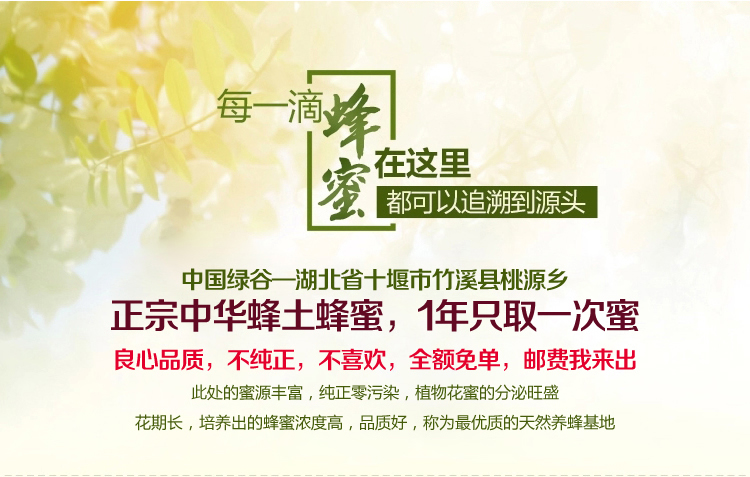 每一滴
蜂蜜
在这里
都可以追溯到源头
中国绿谷—湖北省十堰市竹溪县桃源乡
正宗中华蜂土蜂蜜，1年只取一次蜜
良心品质，不纯正，不喜欢，全额免单，邮费我来出
此处的蜜源丰富，纯正零污染，植物花蜜的分泌旺盛
花期长，培养出的蜂蜜浓度高，品质好，称为最优质的天然养蜂基地